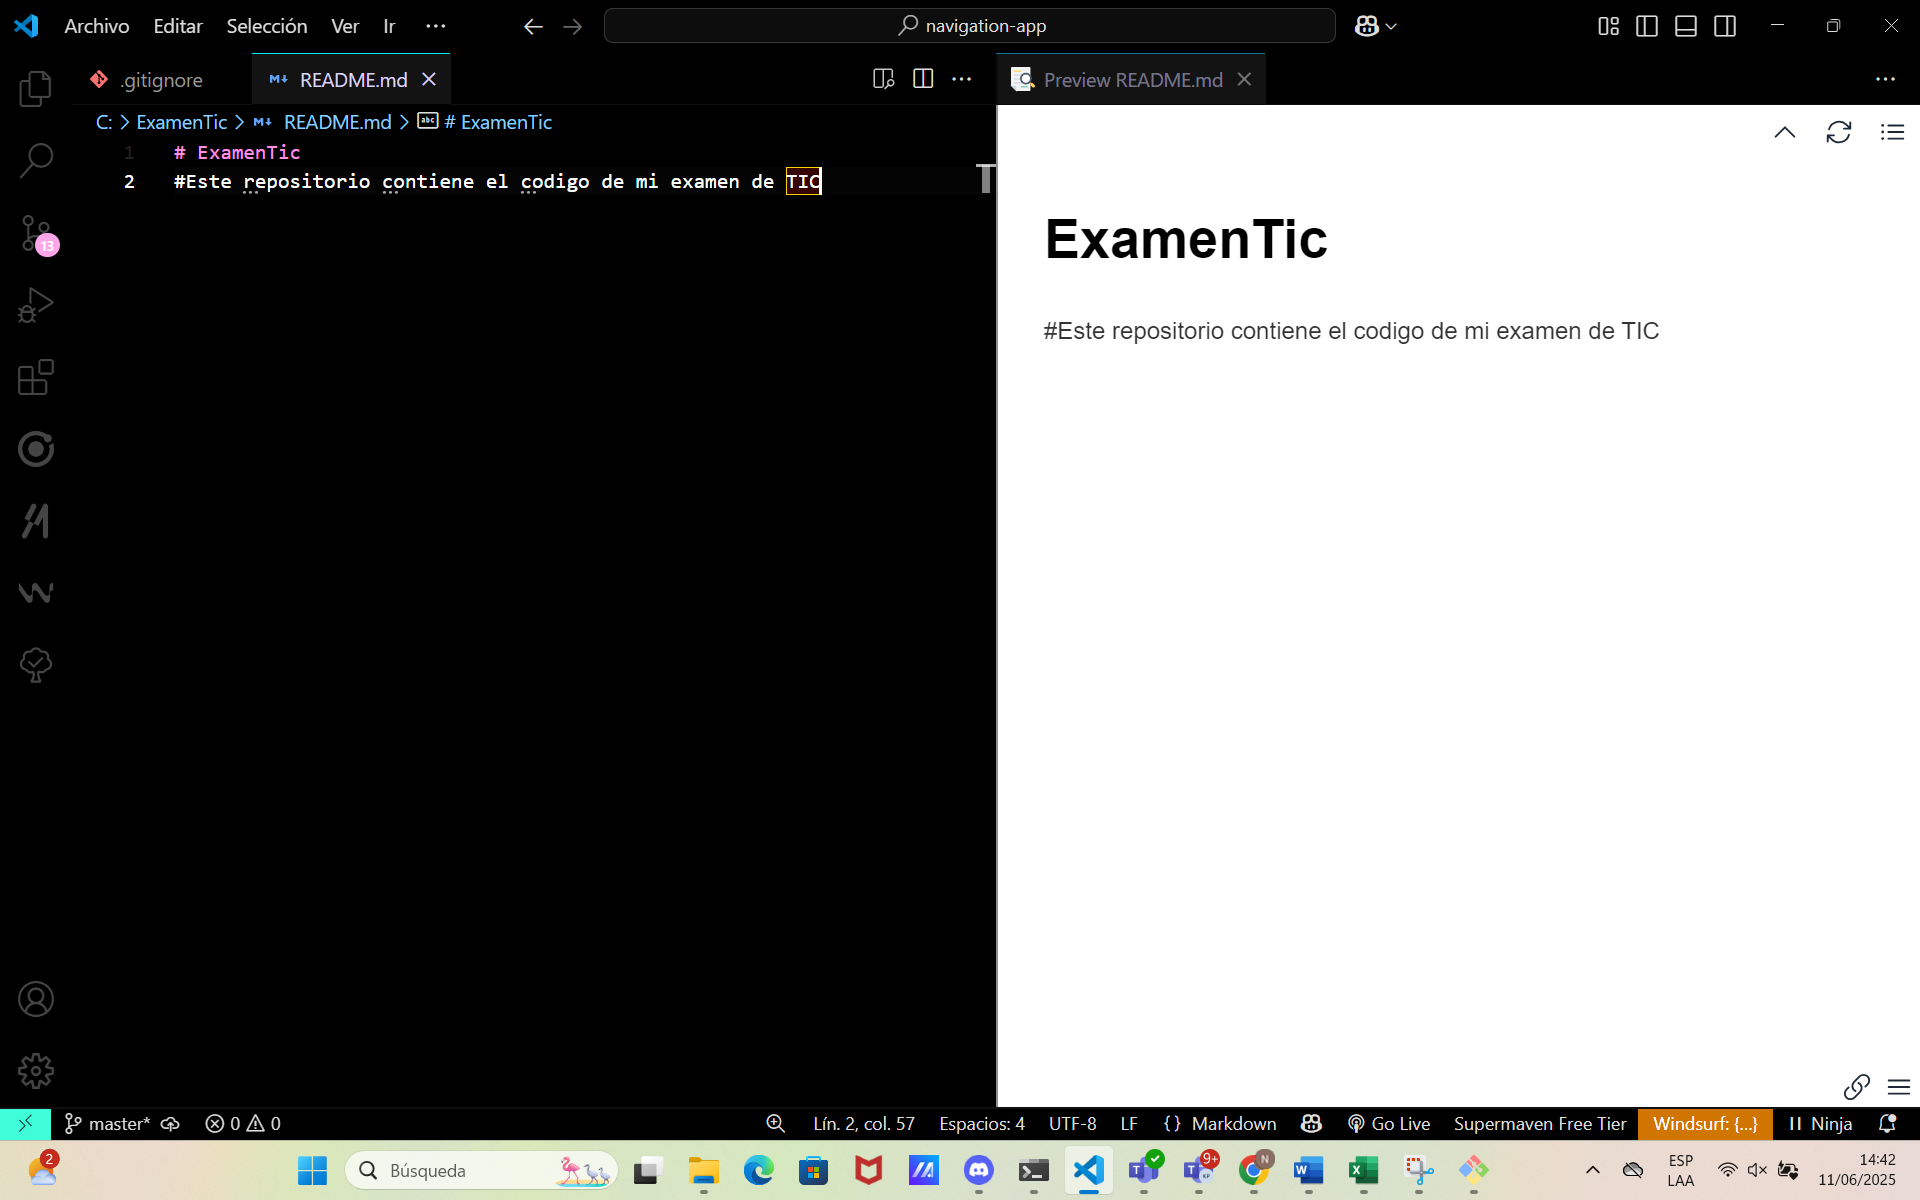 Archivo Editar Selección Ver Ir ··· navigation-app
.gitignore README.md Preview README.md
C: > ExamenTic > README.md > # ExamenTic
1 # ExamenTic
2 #Este repositorio contiene el codigo de mi examen de TIC
ExamenTic
#Este repositorio contiene el codigo de mi examen de TIC
13
master* 0 0 Lín. 2, col. 57 Espacios: 4 UTF-8 LF {} Markdown Go Live Supermaven Free Tier Windsurf: {...} Ninja
2 Búsqueda 9+ N ESP 14:42
LAA 11/06/2025